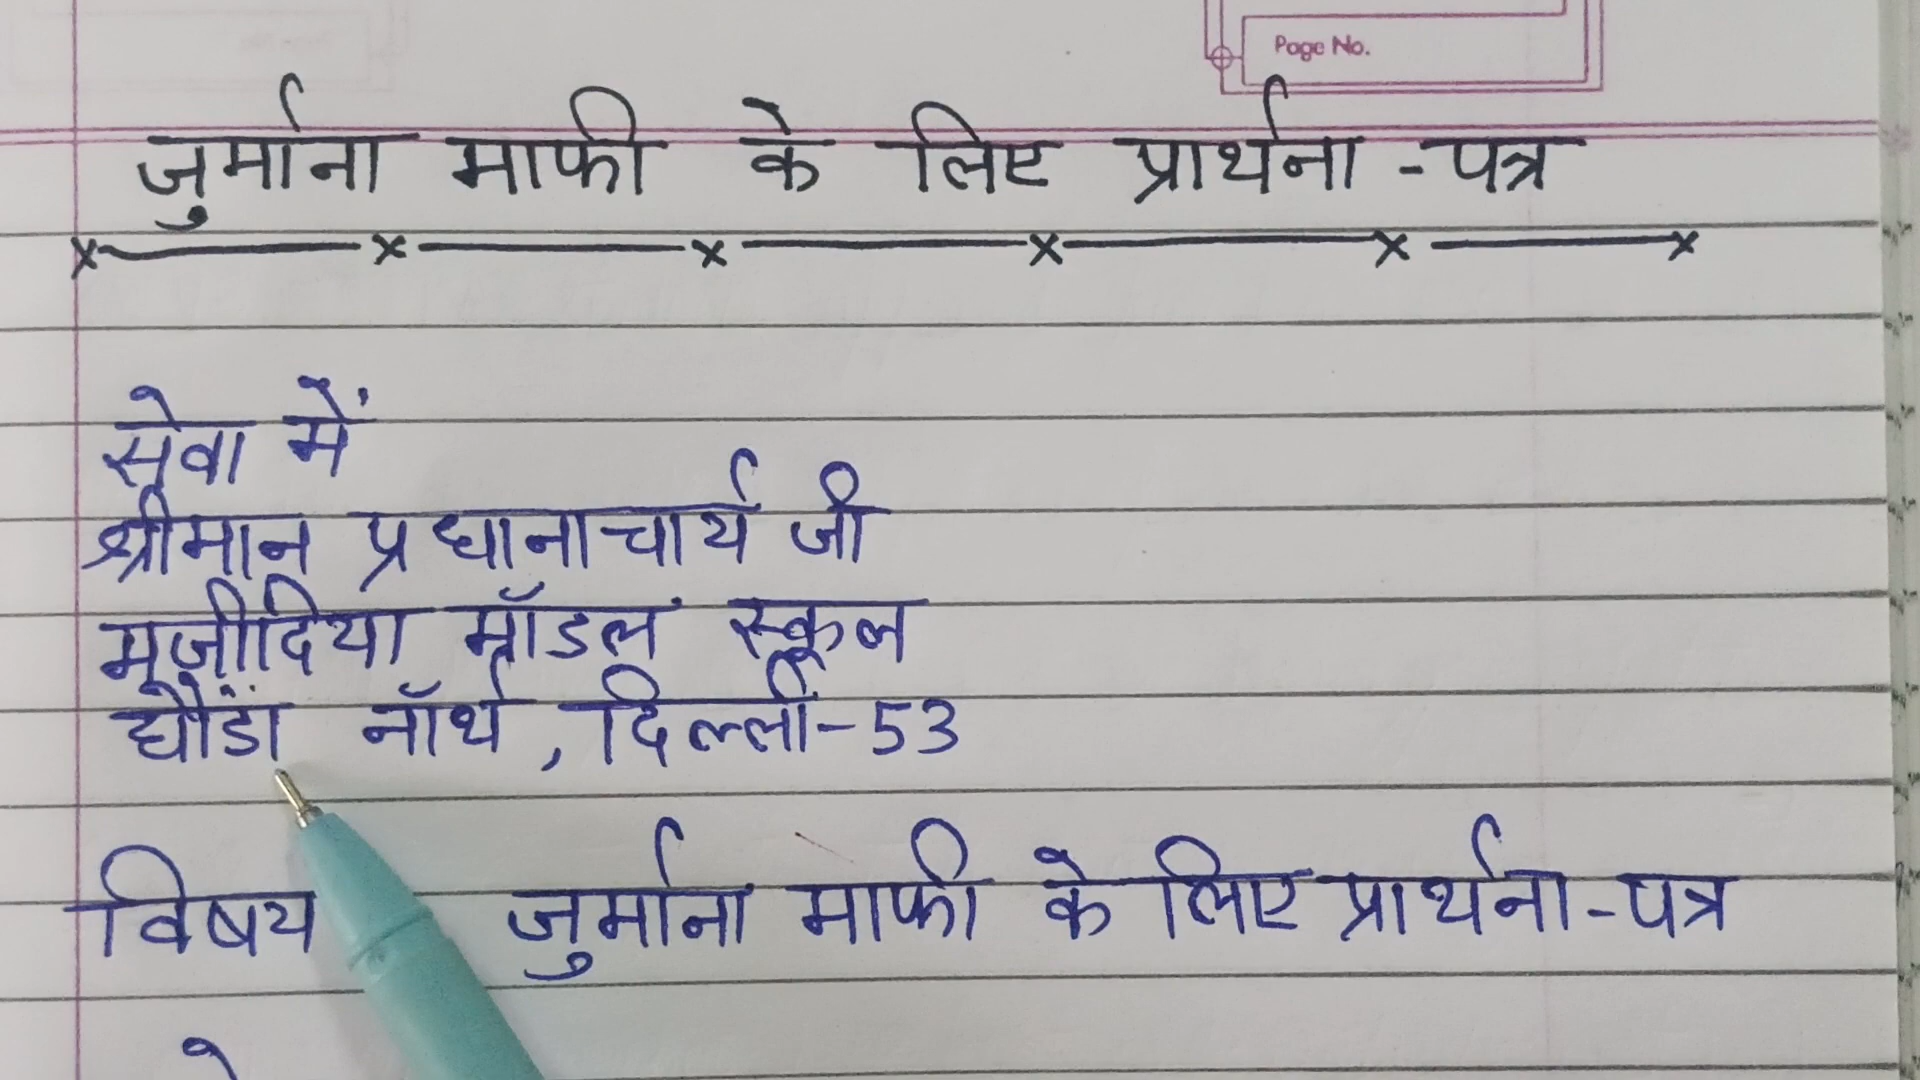 Page No.
जुर्माना माफी के लिए प्रार्थना - पत्र
सेवा में
श्रीमान प्रधानाचार्य जी
मूजीदिया मॉडल स्कूल
घौंडा नॉर्थ, दिल्ली-53
विषय जुर्माना माफी के लिए प्रार्थना-पत्र